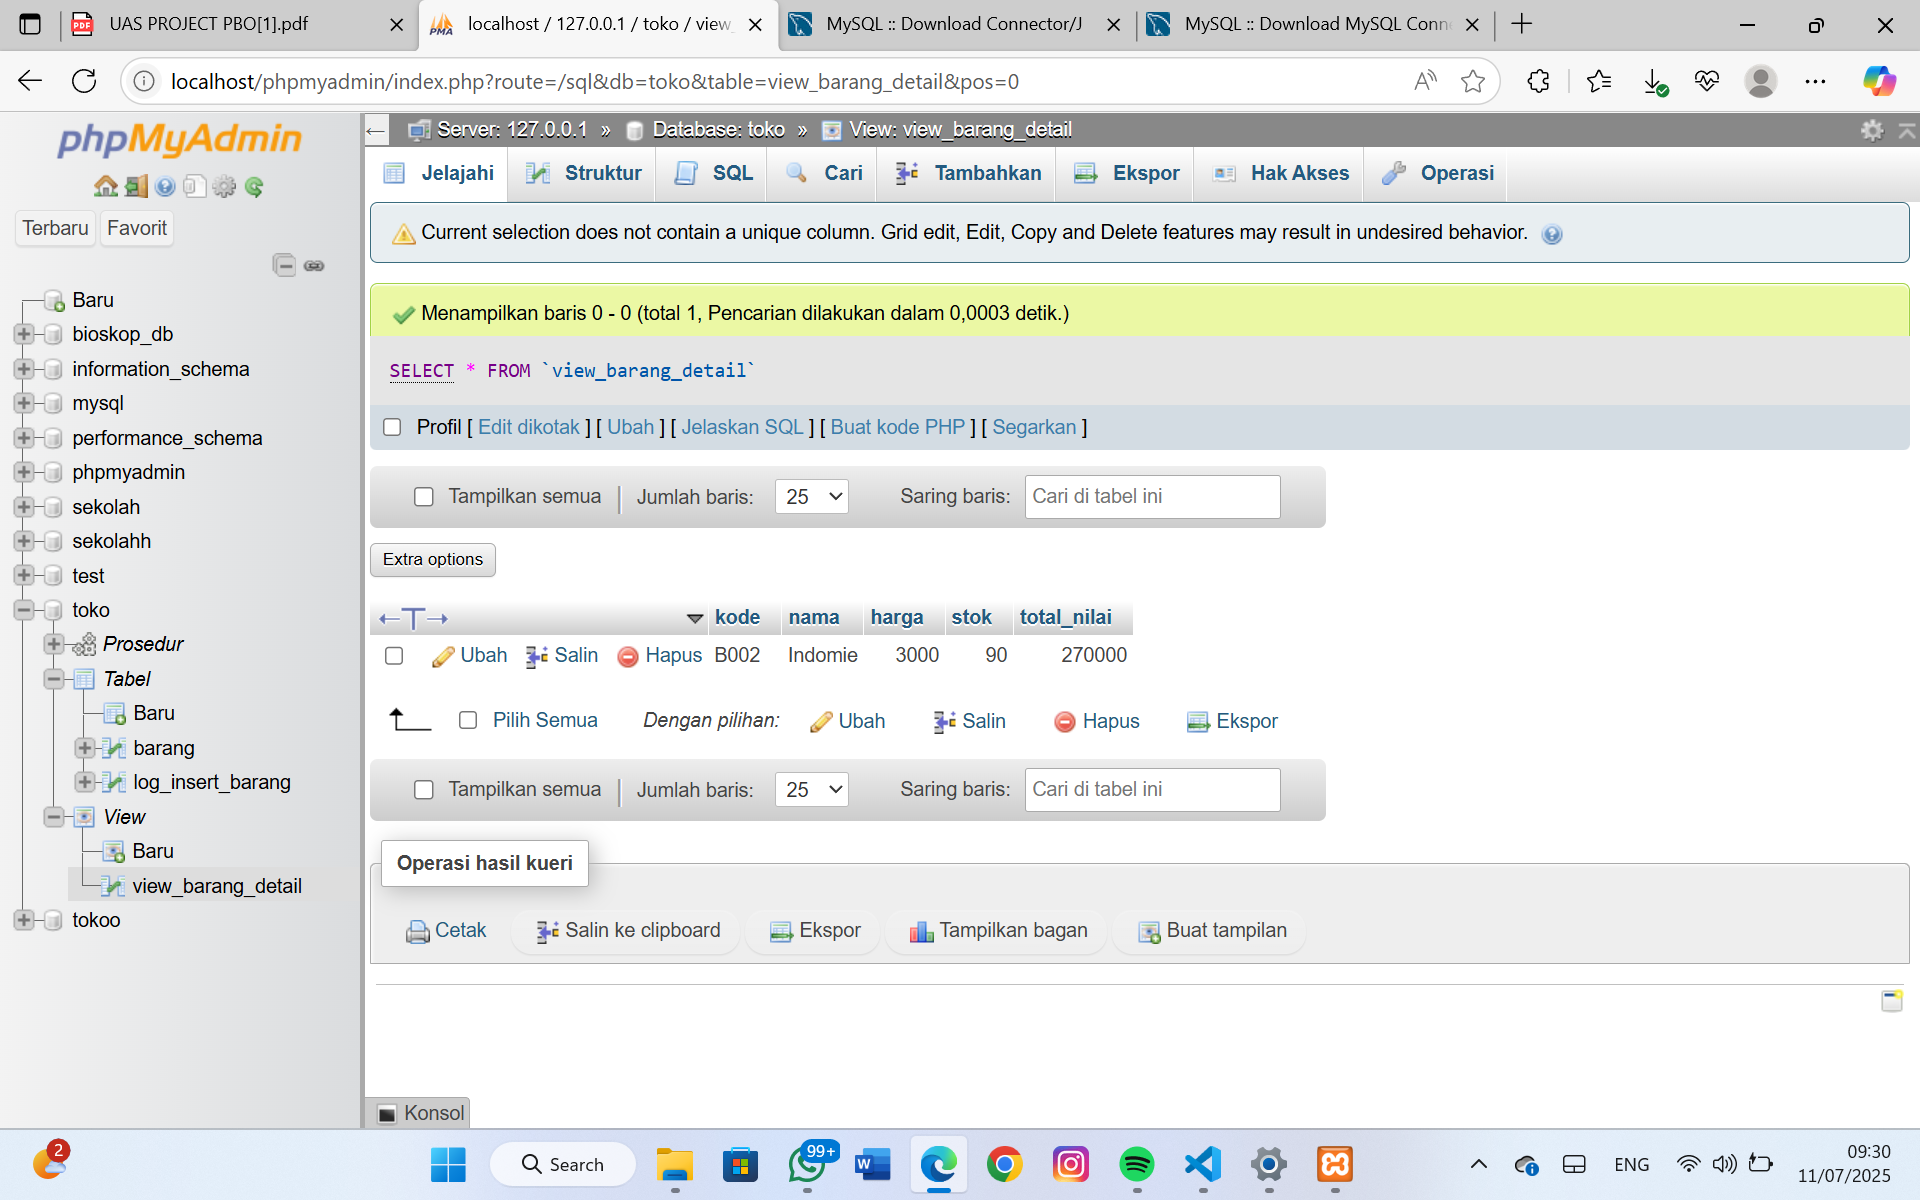 UAS PROJECT PBO[1].pdf
localhost / 127.0.0.1 / toko / view_
MySQL :: Download Connector/J
MySQL :: Download MySQL Conne
localhost/phpmyadmin/index.php?route=/sql&db=toko&table=view_barang_detail&pos=0
phpMyAdmin
Terbaru
Favorit
Baru
bioskop_db
information_schema
mysql
performance_schema
phpmyadmin
sekolah
sekolahh
test
toko
Prosedur
Tabel
Baru
barang
log_insert_barang
View
Baru
view_barang_detail
tokoo
Server: 127.0.0.1 » Database: toko » View: view_barang_detail
Jelajahi Struktur SQL Cari Tambahkan Ekspor Hak Akses Operasi
Current selection does not contain a unique column. Grid edit, Edit, Copy and Delete features may result in undesired behavior.
Menampilkan baris 0 - 0 (total 1, Pencarian dilakukan dalam 0,0003 detik.)
SELECT * FROM `view_barang_detail`
Profil [ Edit dikotak ] [ Ubah ] [ Jelaskan SQL ] [ Buat kode PHP ] [ Segarkan ]
Tampilkan semua | Jumlah baris: 25 Saring baris: Cari di tabel ini
Extra options
←T→ kode nama harga stok total_nilai
Ubah Salin Hapus B002 Indomie 3000 90 270000
Pilih Semua Dengan pilihan: Ubah Salin Hapus Ekspor
Tampilkan semua | Jumlah baris: 25 Saring baris: Cari di tabel ini
Operasi hasil kueri
Cetak Salin ke clipboard Ekspor Tampilkan bagan Buat tampilan
Konsol
2
Search
99+
ENG
09:30
11/07/2025